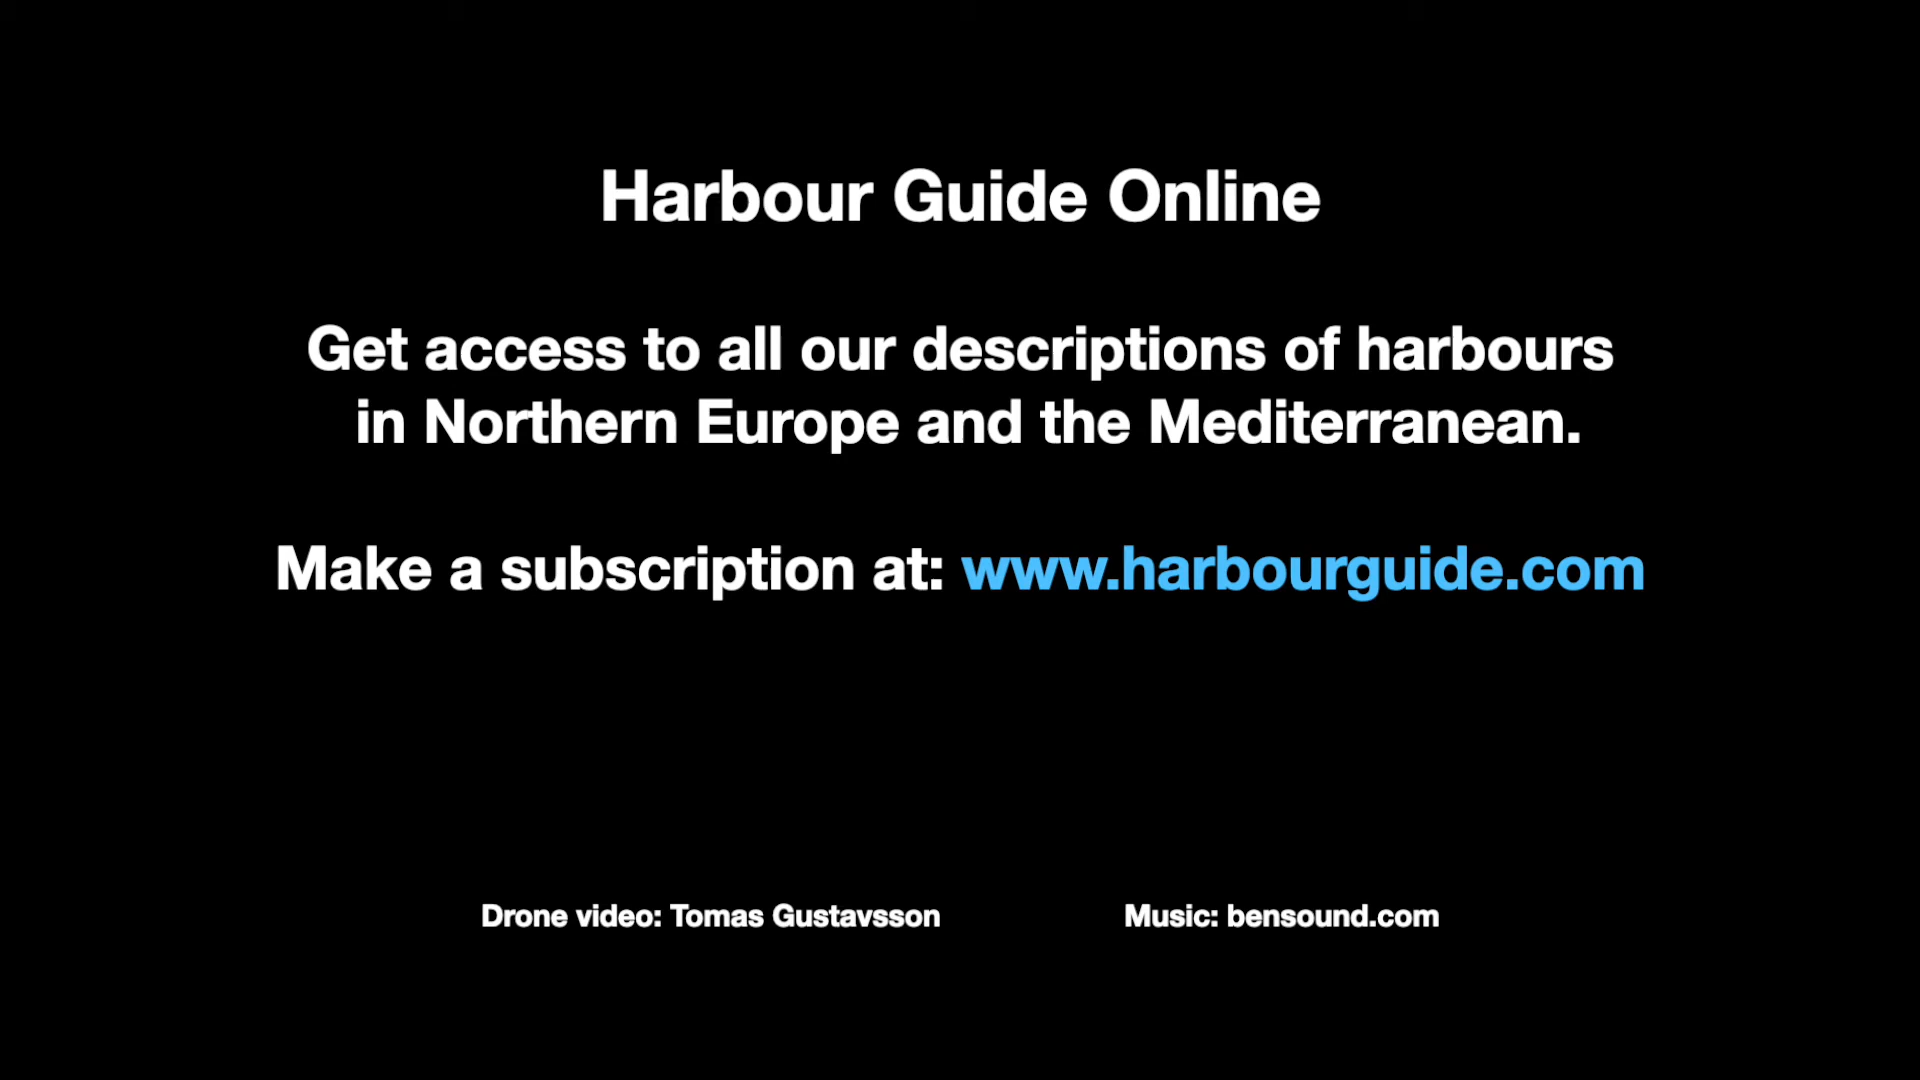 Harbour Guide Online
Get access to all our descriptions of harbours
in Northern Europe and the Mediterranean.
Make a subscription at: www.harbourguide.com
Drone video: Tomas Gustavsson
Music: bensound.com